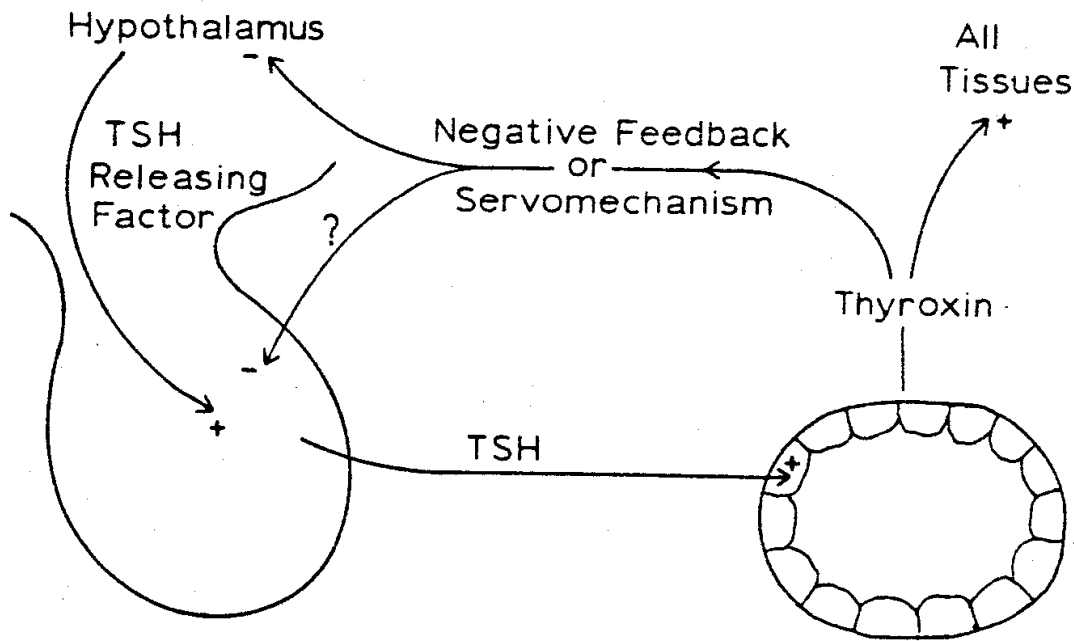 Hypothalamus
-
All
Tissues
+
TSH
Releasing
Factor
Negative Feedback
or
Servomechanism
?
Thyroxin
-
+
TSH
+